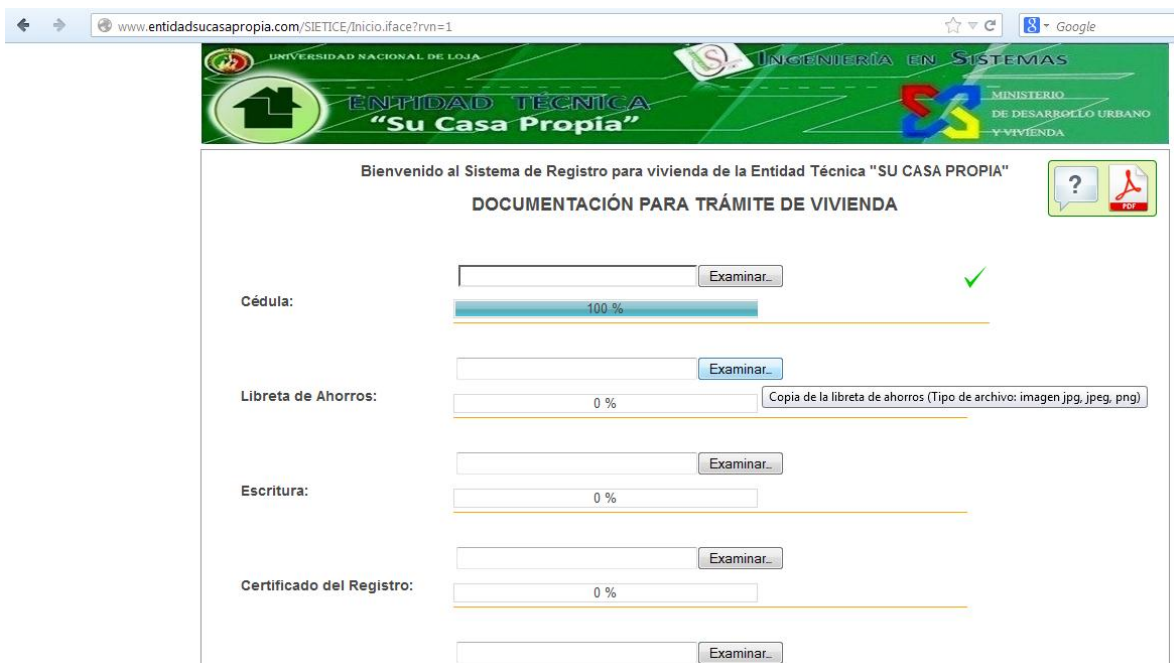 www.entidadsucasapropia.com/SIETICE/Inicio.iface?rvn=1
Google
UNIVERSIDAD NACIONAL DE LOJA
INGENIERÍA EN SISTEMAS
ENTIDAD TÉCNICA
"Su Casa Propia"
MINISTERIO
DE DESARROLLO URBANO
Y VIVIENDA
Bienvenido al Sistema de Registro para vivienda de la Entidad Técnica "SU CASA PROPIA"
DOCUMENTACIÓN PARA TRÁMITE DE VIVIENDA
?
PDF
Examinar...
Cédula:
100 %
Examinar...
Libreta de Ahorros:
0 %
Copia de la libreta de ahorros (Tipo de archivo: imagen jpg, jpeg, png)
Examinar...
Escritura:
0 %
Examinar...
Certificado del Registro:
0 %
Examinar...